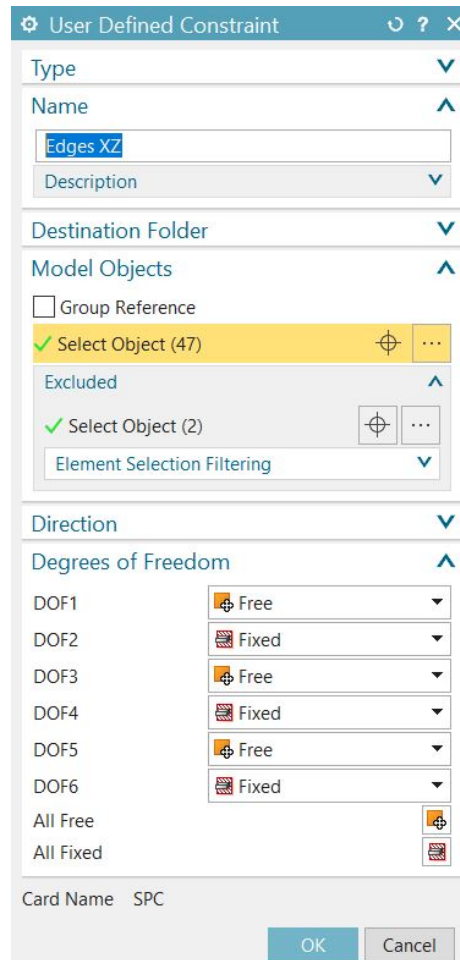 User Defined Constraint ?
Type
Name
Edges XZ
Description
Destination Folder
Model Objects
Group Reference
Select Object (47) ...
Excluded
Select Object (2) ...
Element Selection Filtering
Direction
Degrees of Freedom
DOF1 Free
DOF2 Fixed
DOF3 Free
DOF4 Fixed
DOF5 Free
DOF6 Fixed
All Free
All Fixed
Card Name SPC
OK Cancel